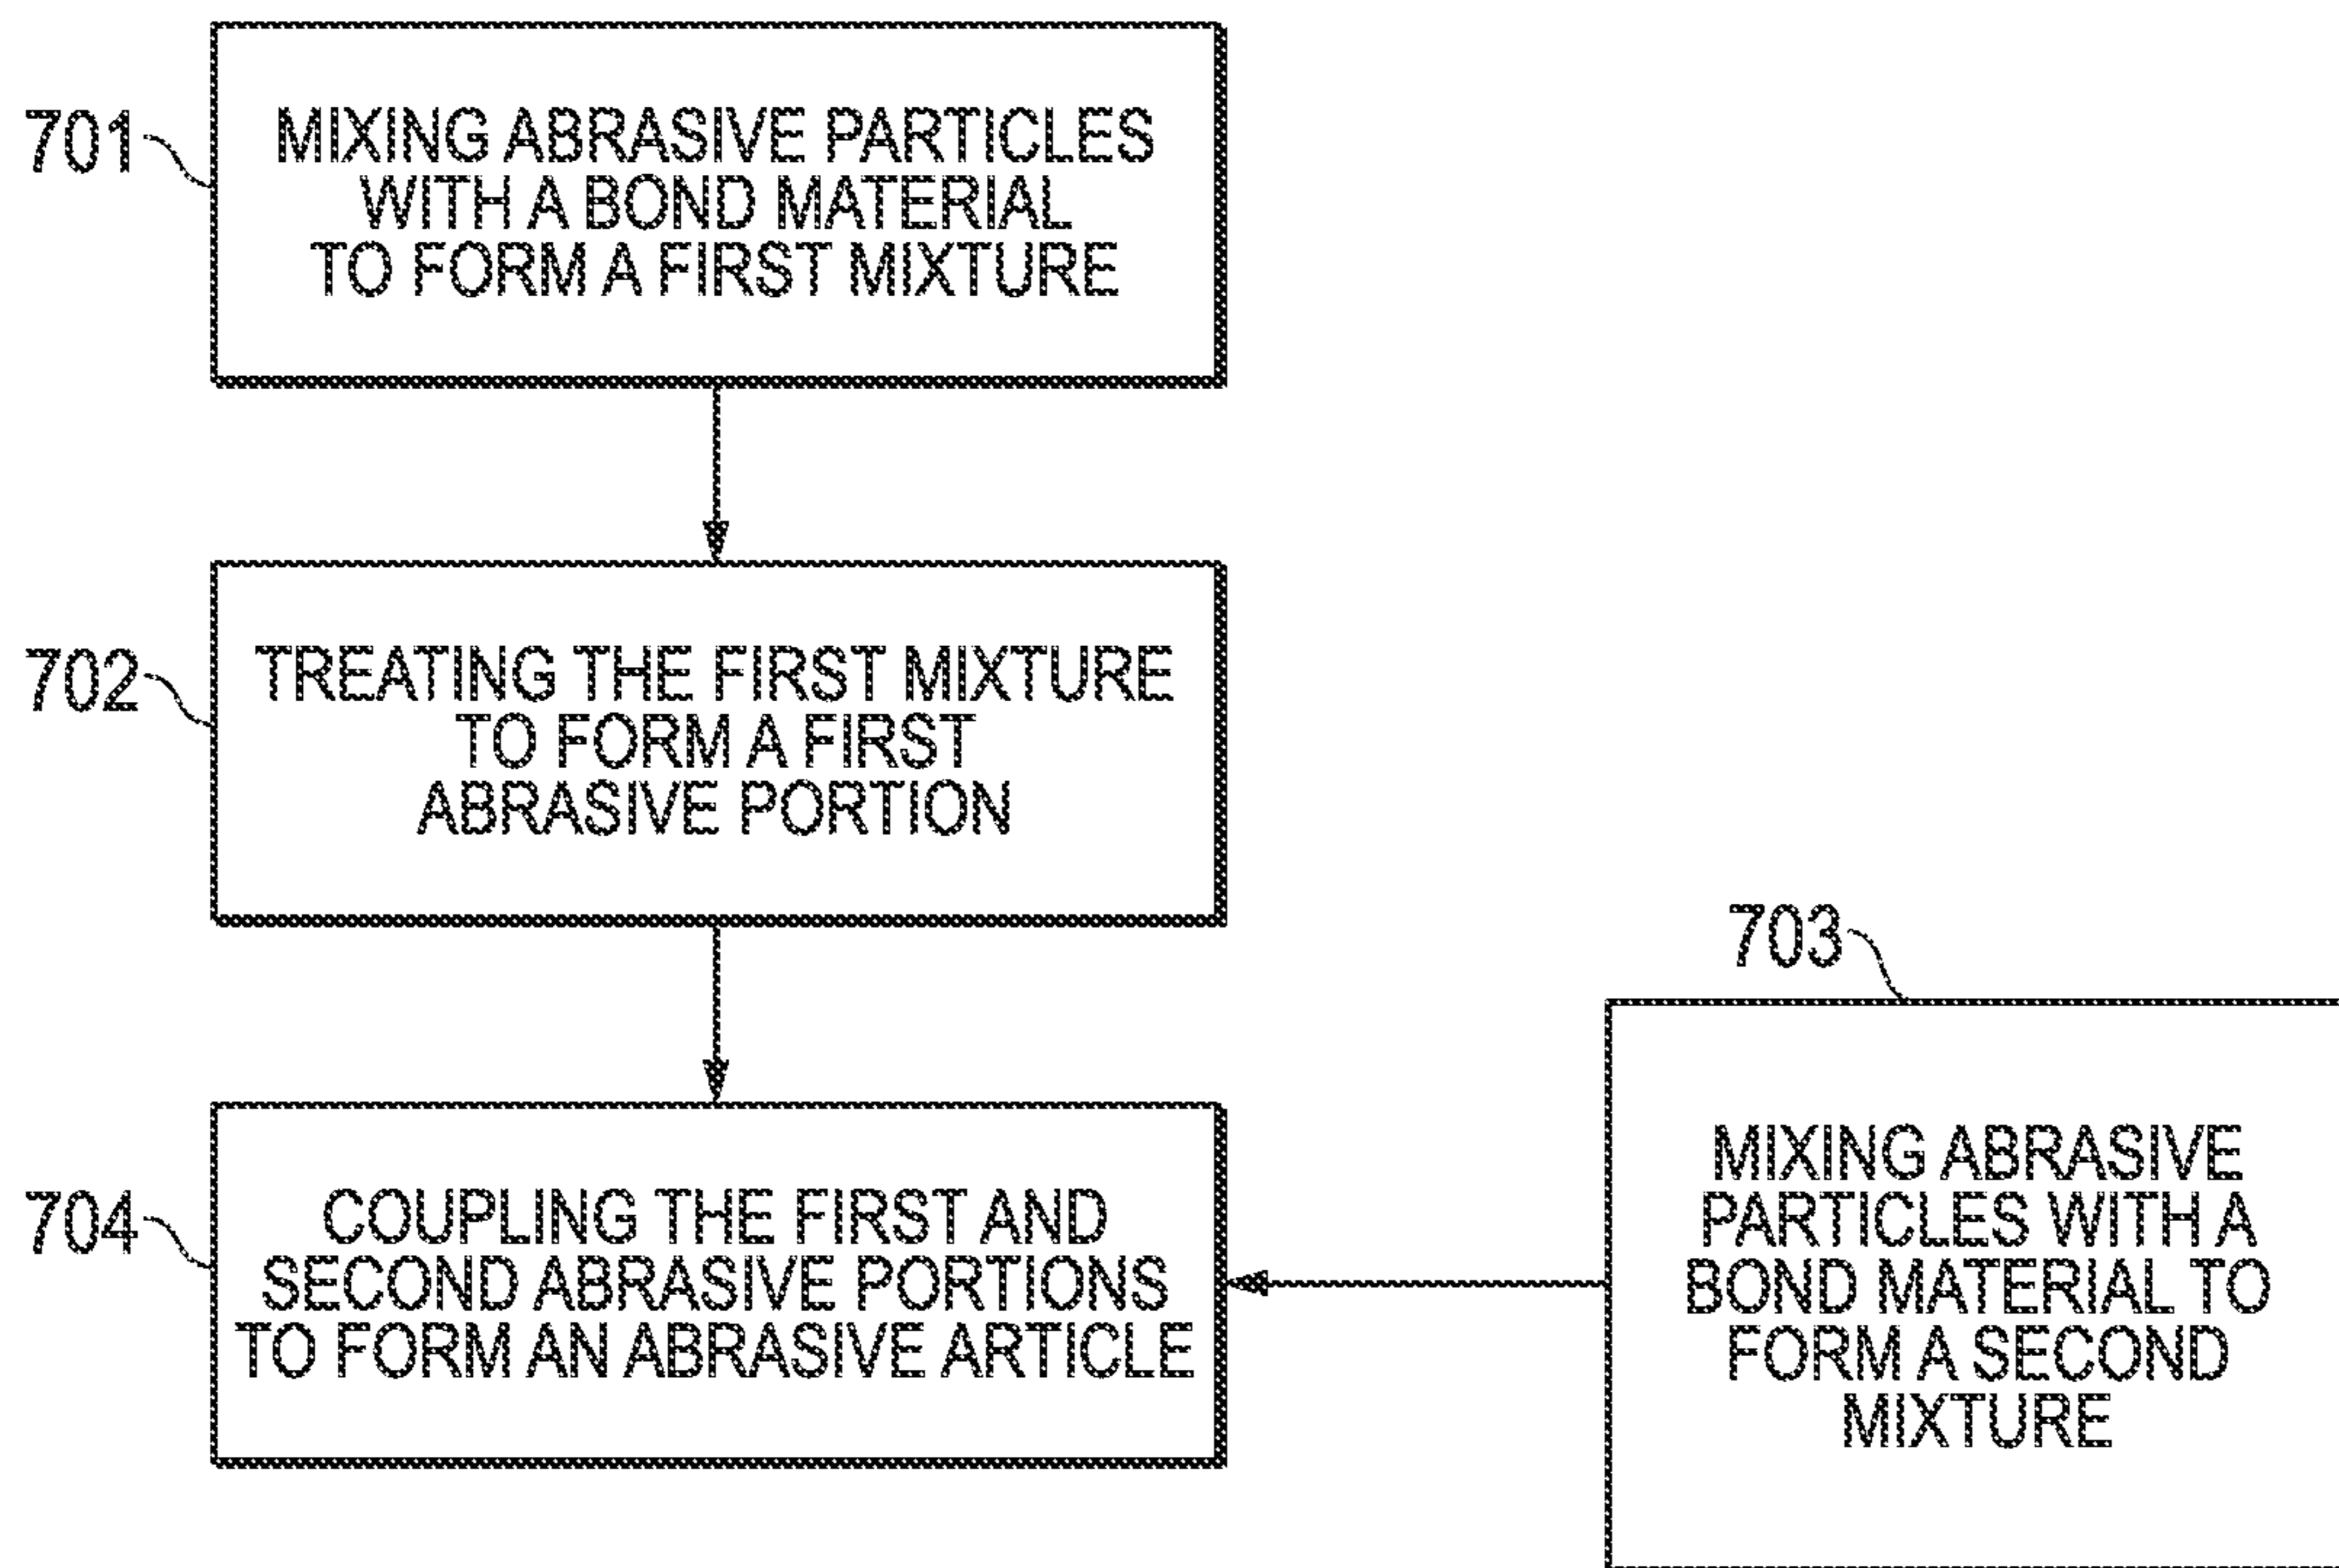 701
MIXING ABRASIVE PARTICLES
WITH A BOND MATERIAL
TO FORM A FIRST MIXTURE
702
TREATING THE FIRST MIXTURE
TO FORM A FIRST
ABRASIVE PORTION
703
MIXING ABRASIVE
PARTICLES WITH A
BOND MATERIAL TO
FORM A SECOND
MIXTURE
704
COUPLING THE FIRST AND
SECOND ABRASIVE PORTIONS
TO FORM AN ABRASIVE ARTICLE